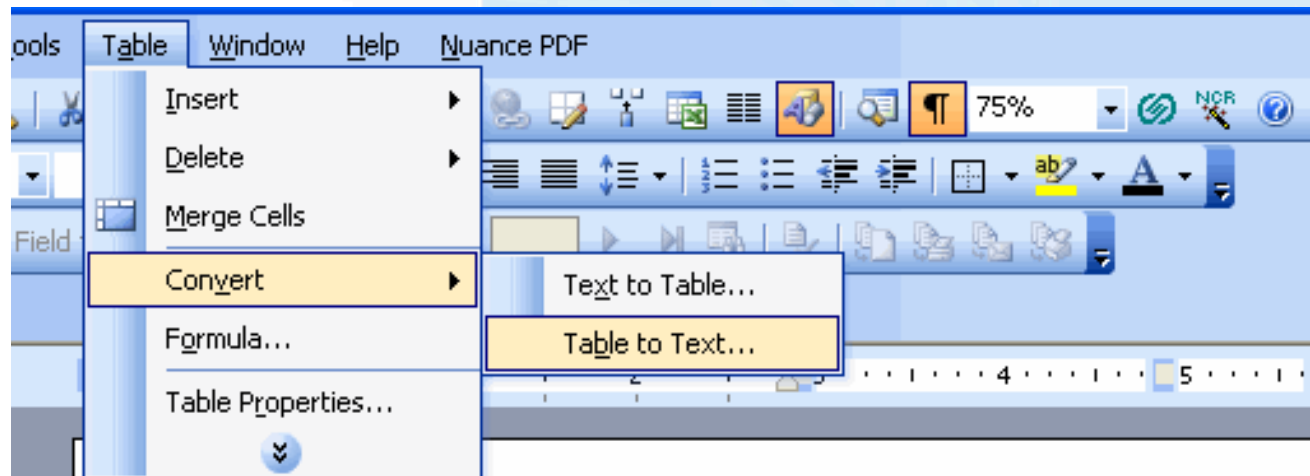 ools Table Window Help Nuance PDF
Insert
75%
NCR
Delete
Merge Cells
Field
Convert
Text to Table...
Formula...
Table to Text...
2 3 4 5
Table Properties...